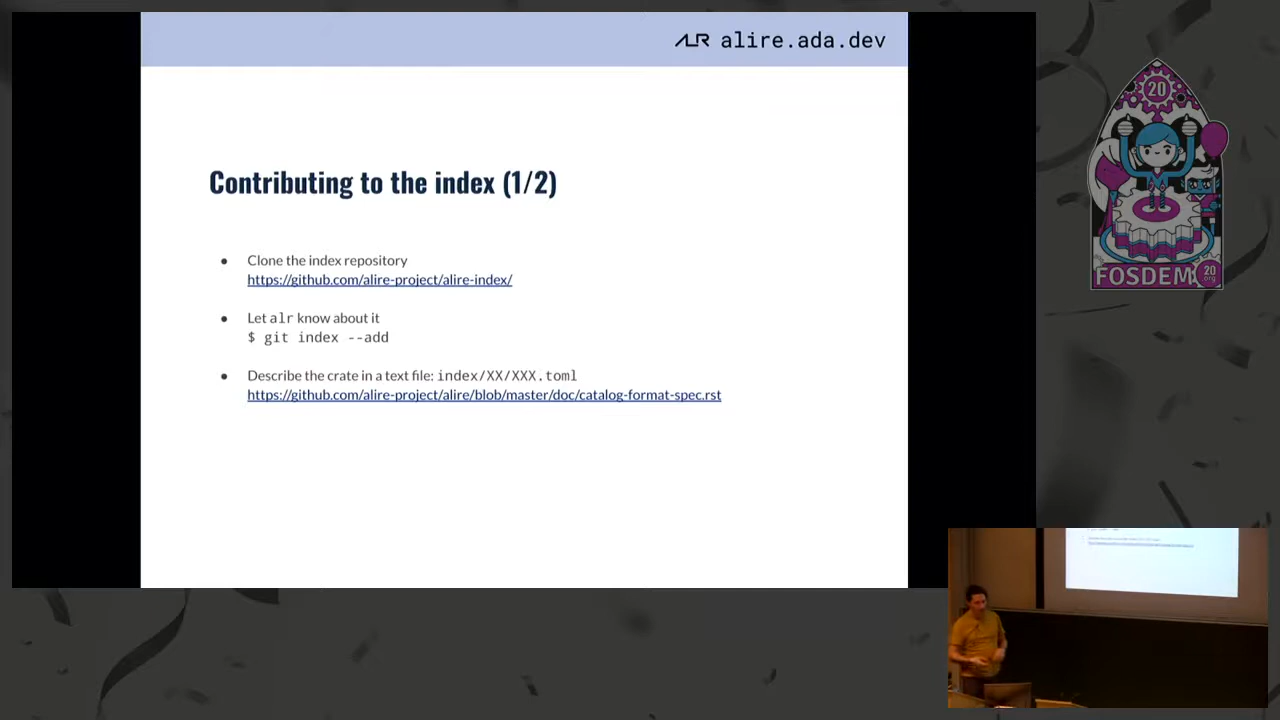 ALR alire.ada.dev
Contributing to the index (1/2)
● Clone the index repository
https://github.com/alire-project/alire-index/
● Let alr know about it
$ git index --add
● Describe the crate in a text file: index/XX/XXX.toml
https://github.com/alire-project/alire/blob/master/doc/catalog-format-spec.rst
20
FOSDEM
20
org